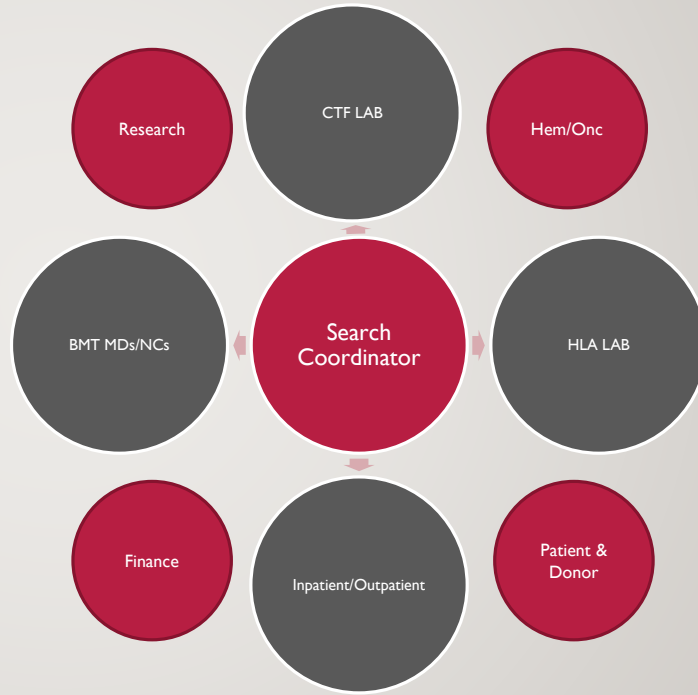 CTF LAB
Research
Hem/Onc
BMT MDs/NCs
Search
Coordinator
HLA LAB
Finance
Patient &
Donor
Inpatient/Outpatient